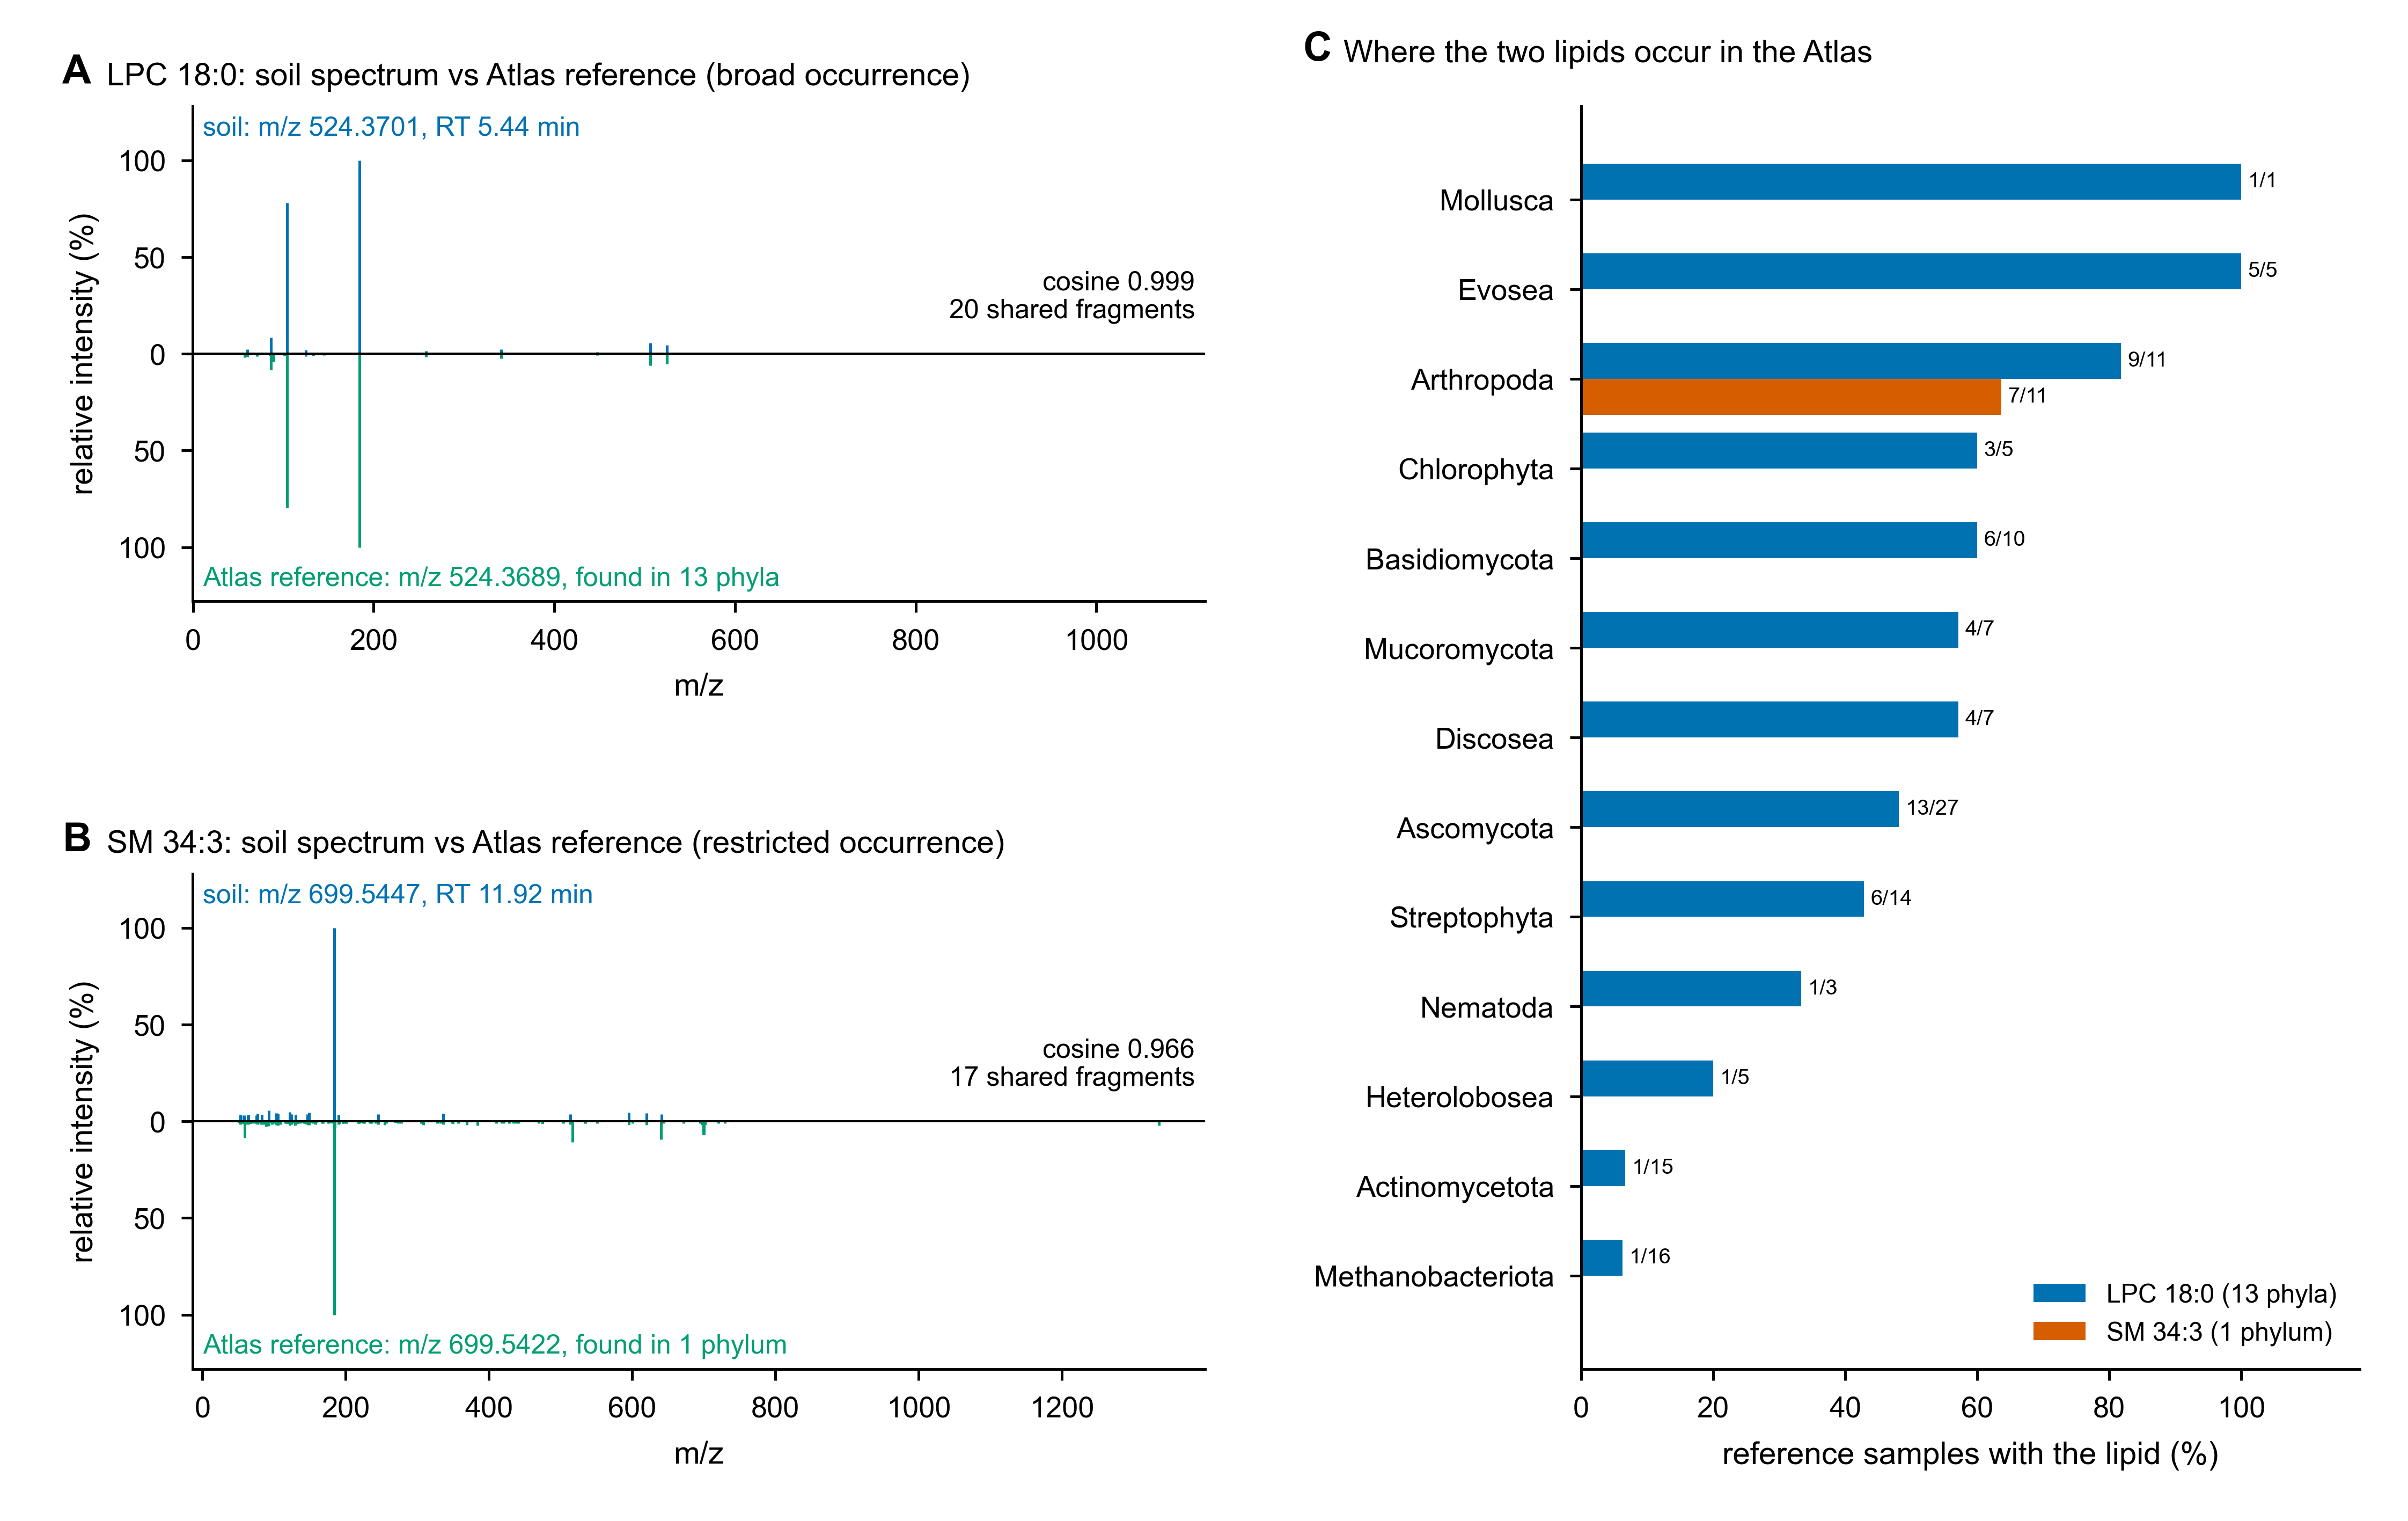 A LPC 18:0: soil spectrum vs Atlas reference (broad occurrence)
soil: m/z 524.3701, RT 5.44 min
relative intensity (%)
100
50
0
50
100
cosine 0.999
20 shared fragments
Atlas reference: m/z 524.3689, found in 13 phyla
0 200 400 600 800 1000
m/z
B SM 34:3: soil spectrum vs Atlas reference (restricted occurrence)
soil: m/z 699.5447, RT 11.92 min
relative intensity (%)
100
50
0
50
100
cosine 0.966
17 shared fragments
Atlas reference: m/z 699.5422, found in 1 phylum
0 200 400 600 800 1000 1200
m/z
C Where the two lipids occur in the Atlas
Mollusca 1/1
Evosea 5/5
Arthropoda 9/11
7/11
Chlorophyta 3/5
Basidiomycota 6/10
Mucoromycota 4/7
Discosea 4/7
Ascomycota 13/27
Streptophyta 6/14
Nematoda 1/3
Heterolobosea 1/5
Actinomycetota 1/15
Methanobacteriota 1/16
LPC 18:0 (13 phyla)
SM 34:3 (1 phylum)
0 20 40 60 80 100
reference samples with the lipid (%)